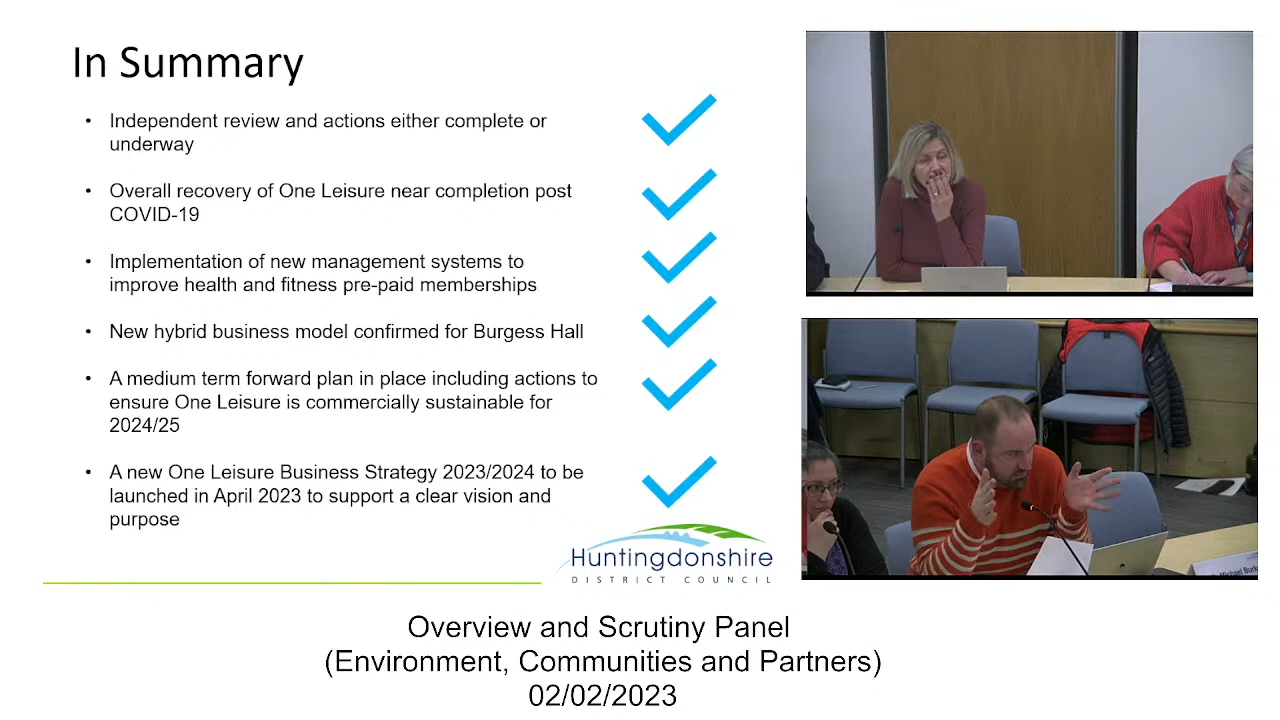 In Summary
• Independent review and actions either complete or
underway
• Overall recovery of One Leisure near completion post
COVID-19
• Implementation of new management systems to
improve health and fitness pre-paid memberships
• New hybrid business model confirmed for Burgess Hall
• A medium term forward plan in place including actions to
ensure One Leisure is commercially sustainable for
2024/25
• A new One Leisure Business Strategy 2023/2024 to be
launched in April 2023 to support a clear vision and
purpose
Huntingdonshire
DISTRICT COUNCIL
Michael
Overview and Scrutiny Panel
(Environment, Communities and Partners)
02/02/2023